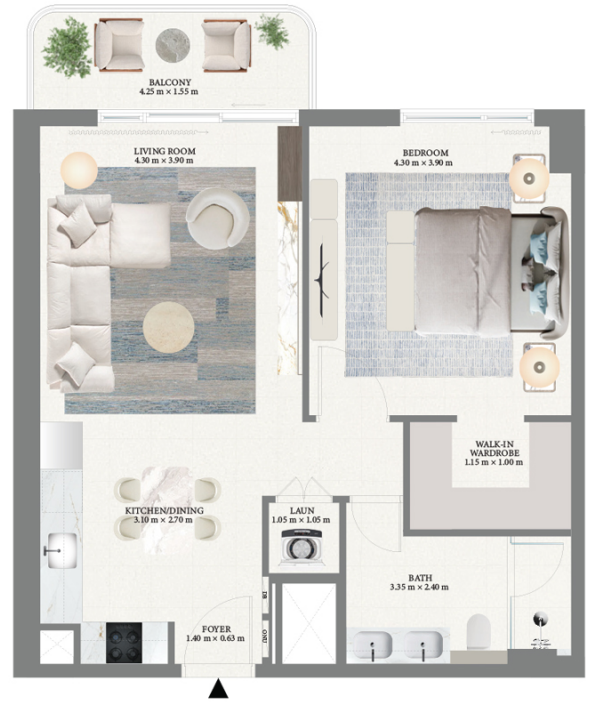 BALCONY
4.25 m × 1.55 m
LIVING ROOM
4.30 m × 3.90 m
BEDROOM
4.30 m × 3.90 m
WALK-IN
WARDROBE
1.15 m × 1.00 m
KITCHEN/DINING
3.10 m × 2.70 m
LAUN
1.05 m × 1.05 m
BATH
3.35 m × 2.40 m
FOYER
1.40 m × 0.63 m
DB